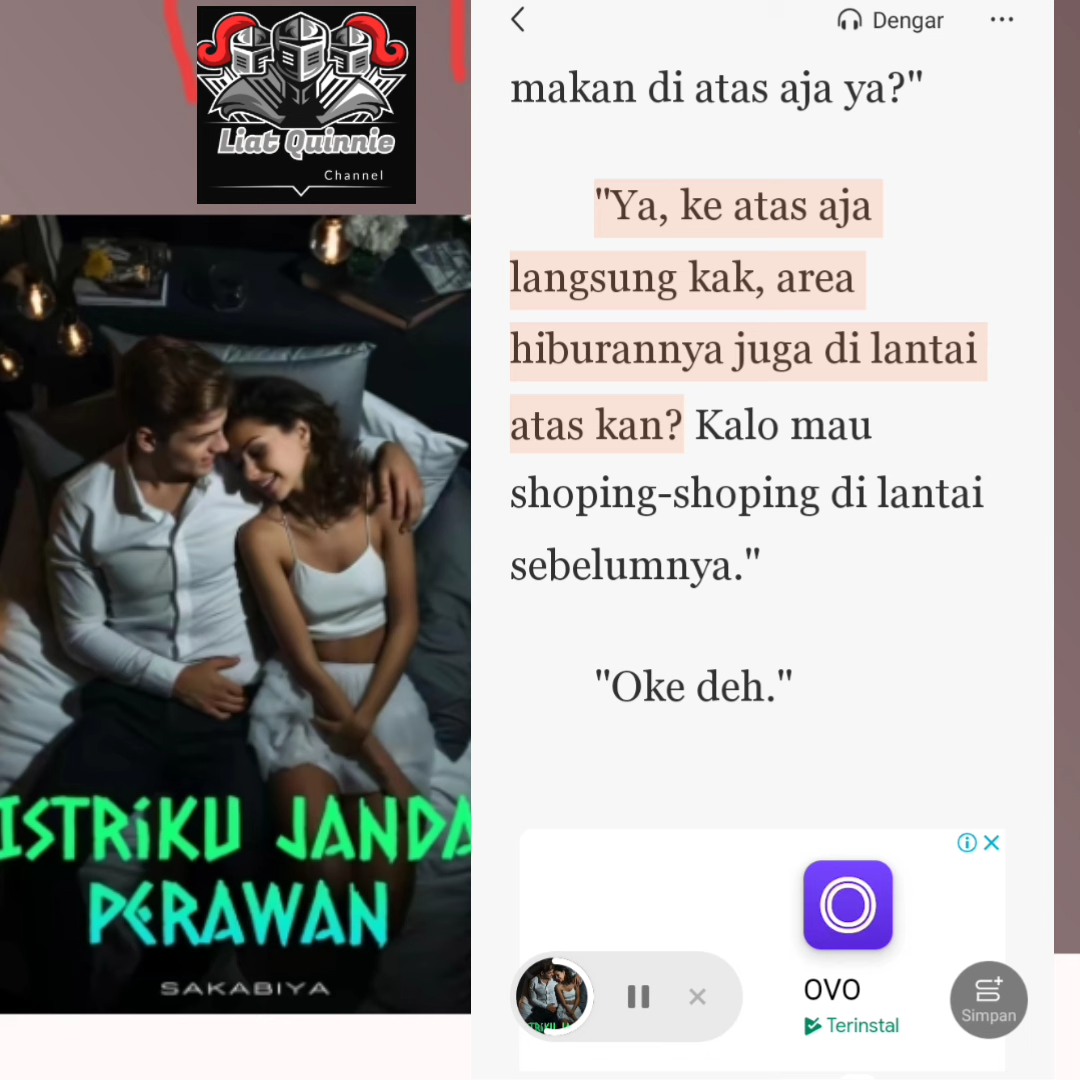 Liat Quinnie
Channel
ISTRIKU JANDA
PERAWAN
SAKABIYA
Dengar
makan di atas aja ya?"
"Ya, ke atas aja
langsung kak, area
hiburannya juga di lantai
atas kan? Kalo mau
shoping-shoping di lantai
sebelumnya."
"Oke deh."
OVO
Terinstal
Simpan